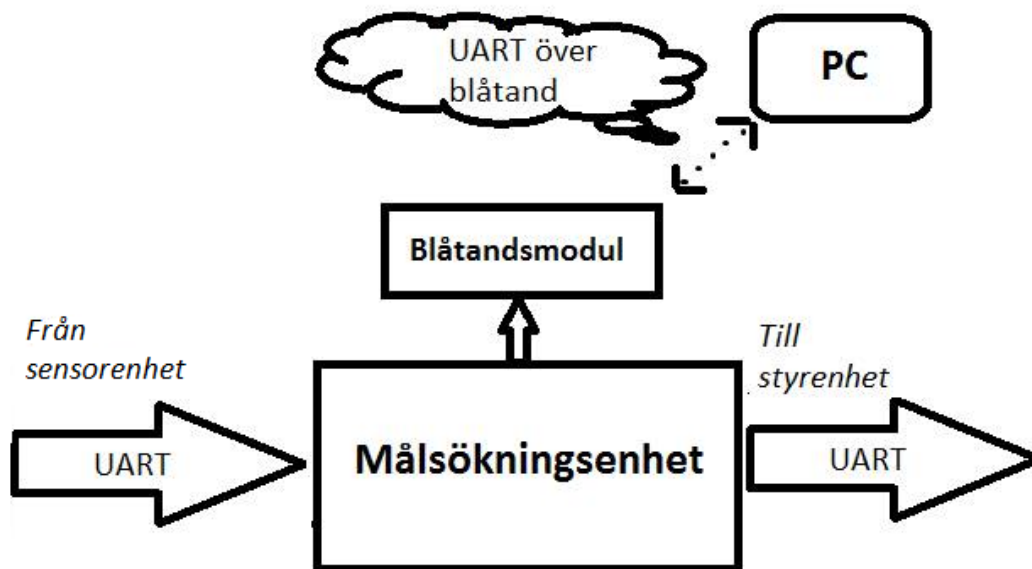 UART över
blåtand
PC
Blåtandsmodul
Från
sensorenhet
Till
styrenhet
UART
Målsökningsenhet
UART